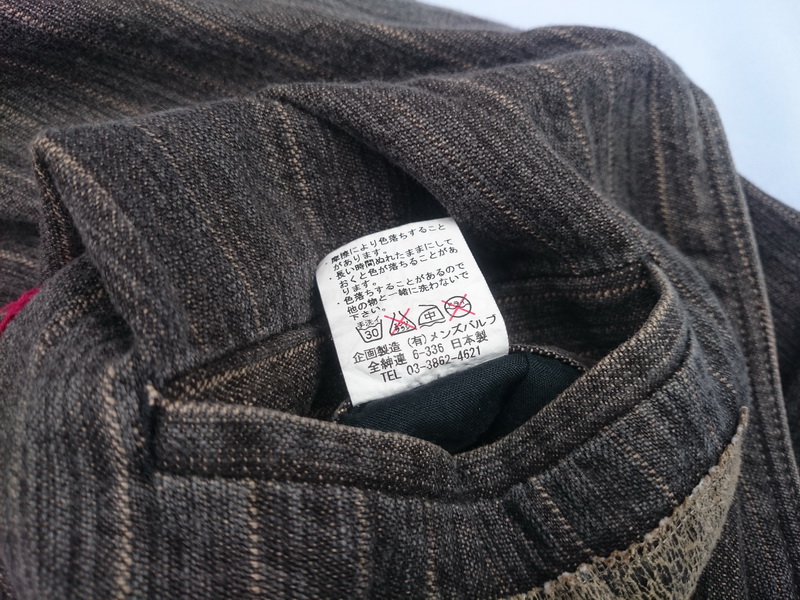 摩擦により色落ちすること
があります。
・長い時間ぬれたままにして
おくと色が落ちることがあ
ります。
・色落ちすることがあるので
他の物と一緒に洗わないで
下さい。
手洗イ
30 中
企画製造 (有)メンズバルブ
全紳連 6-336 日本製
TEL 03-3862-4621